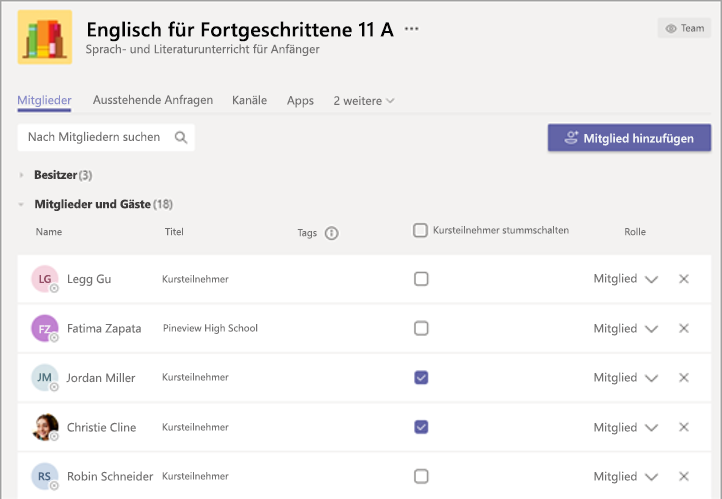 Englisch für Fortgeschrittene 11 A ...
Team
Sprach- und Literaturunterricht für Anfänger
Mitglieder Ausstehende Anfragen Kanäle Apps 2 weitere
Nach Mitgliedern suchen Mitglied hinzufügen
Besitzer(3)
Mitglieder und Gäste(18)
Name Titel Tags Kursteilnehmer stummschalten Rolle
LG Legg Gu Kursteilnehmer Mitglied
FZ Fatima Zapata Pineview High School Mitglied
JM Jordan Miller Kursteilnehmer Mitglied
Christie Cline Kursteilnehmer Mitglied
RS Robin Schneider Kursteilnehmer Mitglied